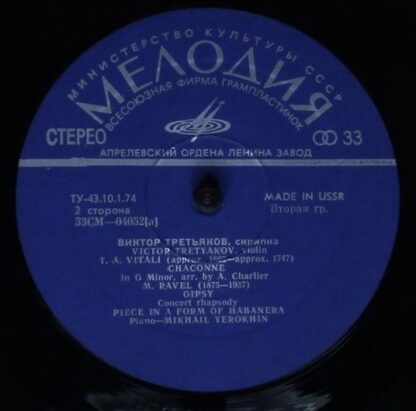 МИНИСТЕРСТВО КУЛЬТУРЫ СССР
МЕЛОДИЯ
ВСЕСОЮЗНАЯ ФИРМА ГРАМПЛАСТИНОК
СТЕРЕО
33
АПРЕЛЕВСКИЙ ОРДЕНА ЛЕНИНА ЗАВОД
ТУ-43.10.1.74
MADE IN USSR
2 сторона
Вторая гр.
33СМ—04052[а]
ВИКТОР ТРЕТЬЯКОВ, скрипка
VICTOR TRETYAKOV, violin
T. A. VITALI (approx. 1665—approx. 1747)
CHACONNE
in G Minor, arr. by A. Charlier
M. RAVEL (1875—1937)
GIPSY
Concert rhapsody
PIECE IN A FORM OF HABANERA
Piano—MIKHAIL YEROKHIN